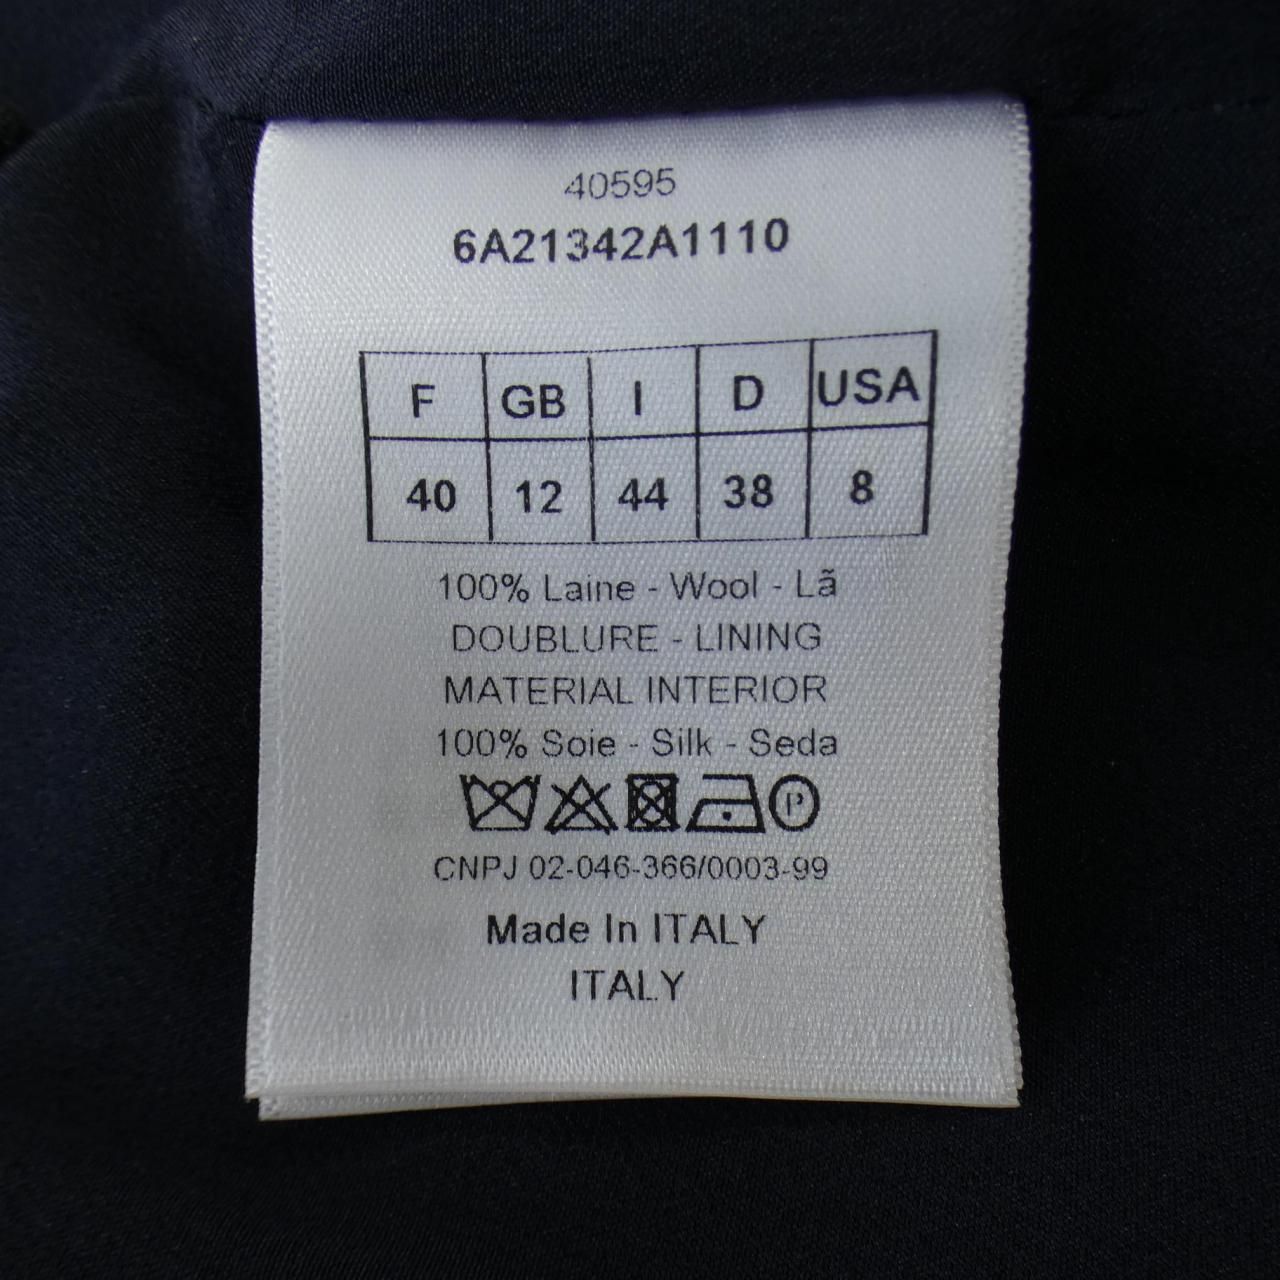 40595
6A21342A1110
F GB I D USA
40 12 44 38 8
100% Laine - Wool - Lã
DOUBLURE - LINING
MATERIAL INTERIOR
100% Soie - Silk - Seda
P
CNPJ 02-046-366/0003-99
Made In ITALY
ITALY